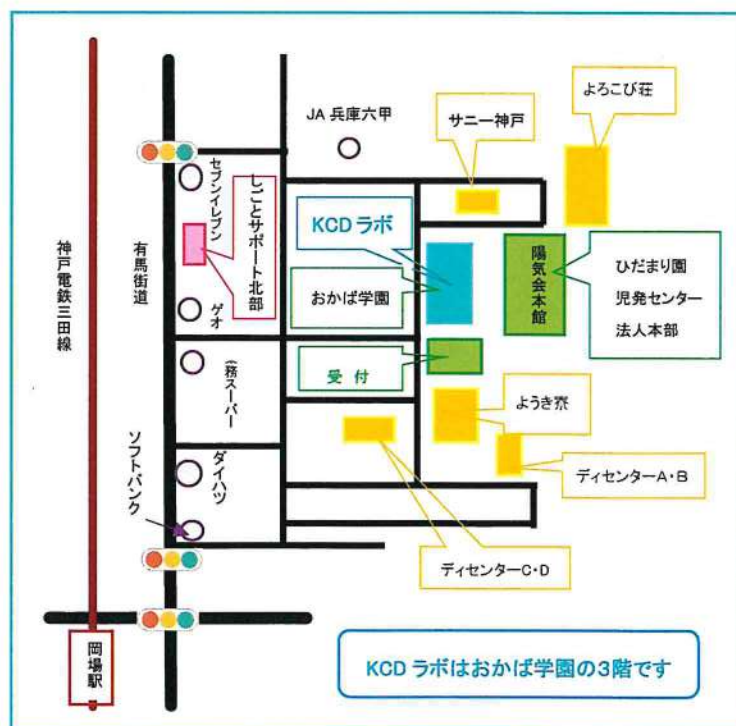 よろこび荘
JA 兵庫六甲
サニー神戸
セブンイレブン
しごとサポート北部
KCD ラボ
おかば学園
陽気会本館
ひだまり園
児発センター
法人本部
神戸電鉄三田線
有馬街道
ゲオ
受付
(務スーパー
ようき寮
ダイハツ
ソフトバンク
ディセンターA・B
ディセンターC・D
岡場駅
KCD ラボはおかば学園の3階です